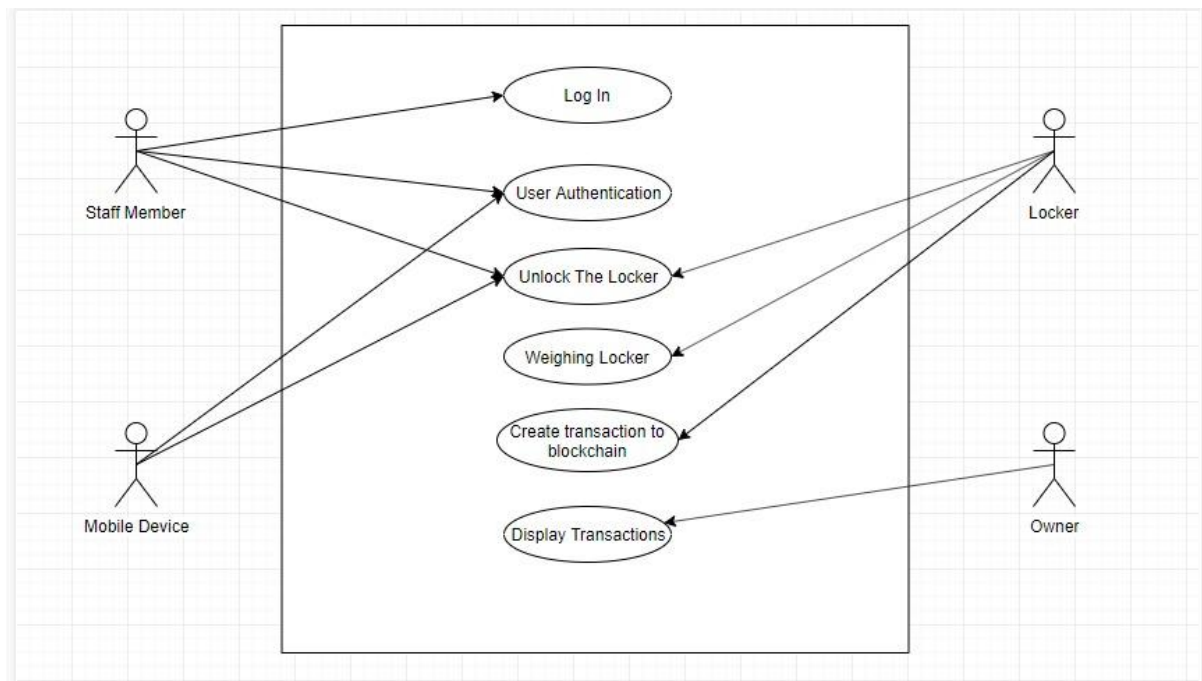 Log In
User Authentication
Staff Member
Locker
Unlock The Locker
Weighing Locker
Create transaction to
blockchain
Mobile Device
Display Transactions
Owner